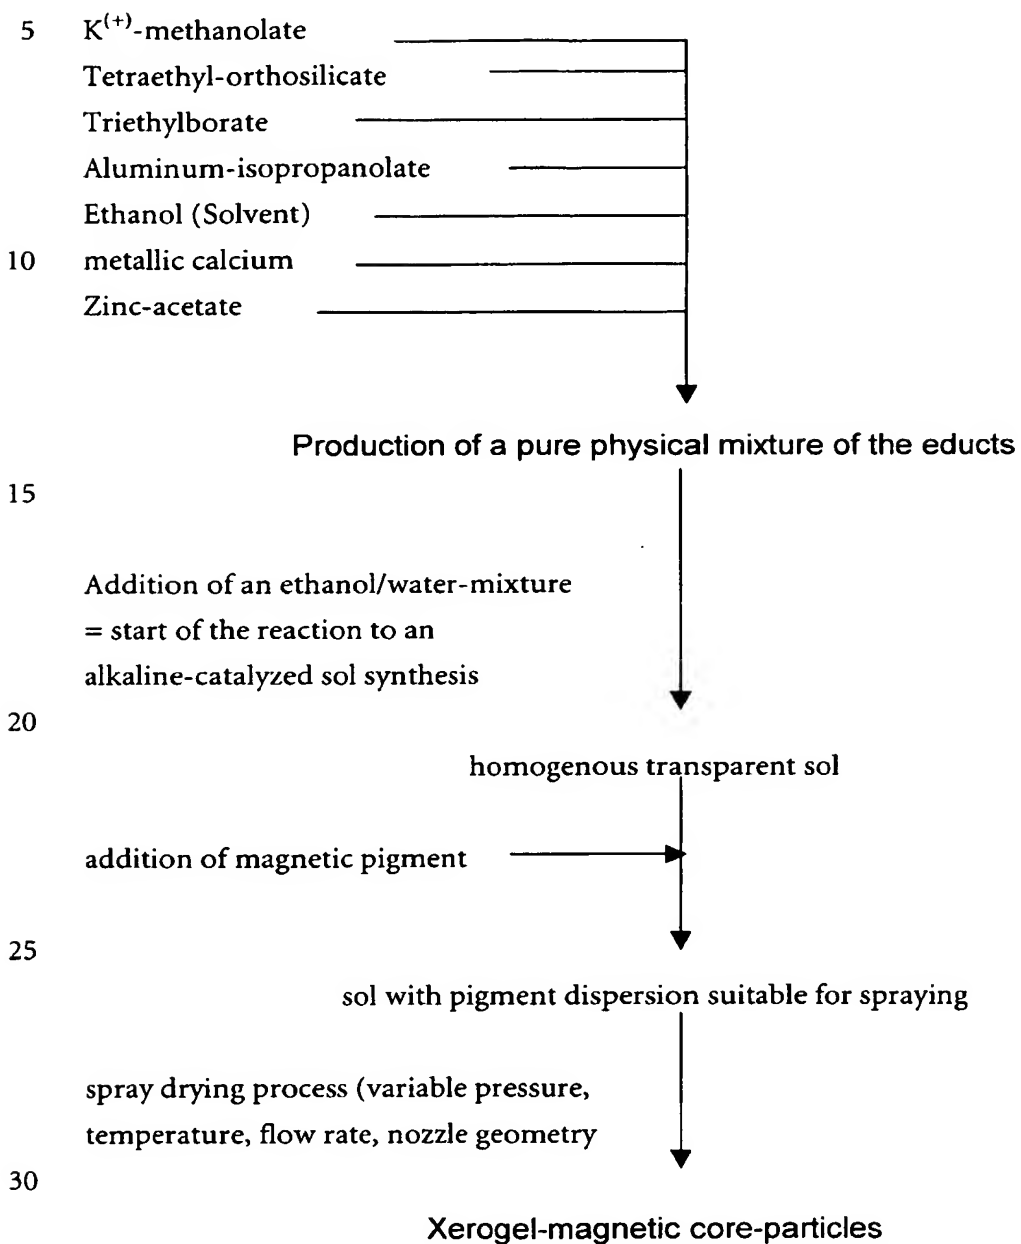 5 K(+)-methanolate
Tetraethyl-orthosilicate
Triethylborate
Aluminum-isopropanolate
Ethanol (Solvent)
10 metallic calcium
Zinc-acetate
Production of a pure physical mixture of the educts
15
Addition of an ethanol/water-mixture
= start of the reaction to an
alkaline-catalyzed sol synthesis
20
homogenous transparent sol
addition of magnetic pigment
25
sol with pigment dispersion suitable for spraying
spray drying process (variable pressure,
temperature, flow rate, nozzle geometry
30
Xerogel-magnetic core-particles